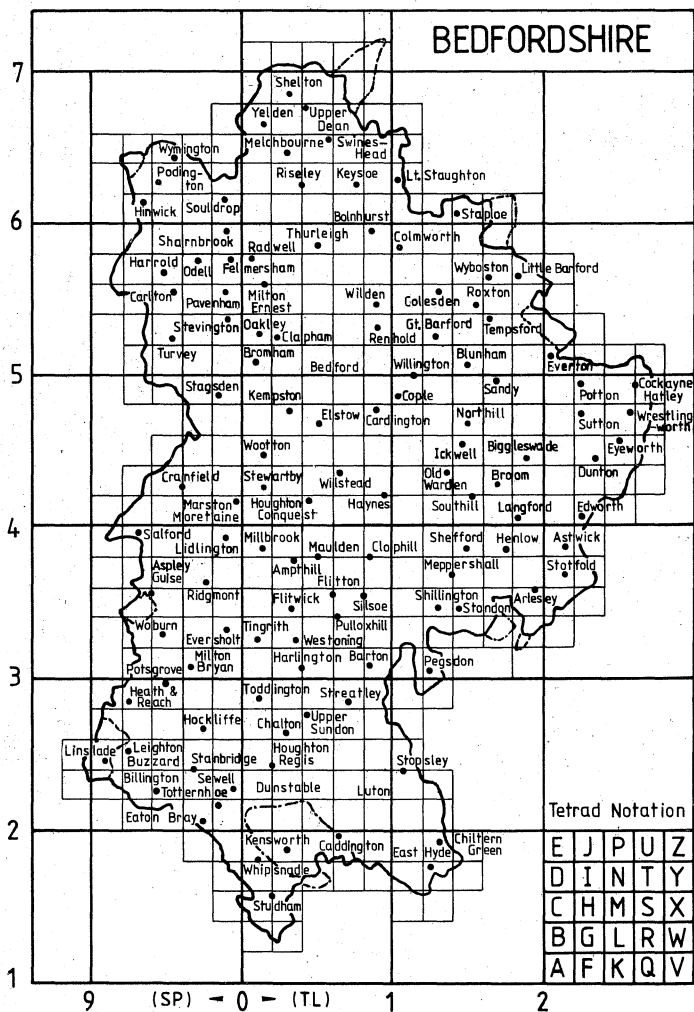 BEDFORDSHIRE
7
Shelton
Yelden
Upper
Dean
Melchbourne
Swines-
Head
Wymington
Poding-
ton
Riseley
Keysoe
Lt. Staughton
Hinwick
Souldrop
Staploe
6
Bolnhurst
Sharnbrook
Thurleigh
Colmworth
Radwell
Harrold
Odell
Felmersham
Wyboston
Little Barford
Carlton
Pavenham
Milton
Ernest
Wilden
Colesden
Roxton
Stevington
Oakley
Clapham
Renhold
Gt. Barford
Tempsford
Turvey
Bromham
Bedford
Willington
Blunham
Everton
5
Stagsden
Kempston
Cople
Sandy
Potton
Cockayne
Hatley
Elstow
Cardington
Northill
Sutton
Wrestling
-worth
Wootton
Ickwell
Biggleswade
Eyeworth
Cranfield
Stewartby
Wilstead
Old
Warden
Broom
Dunton
Marston
Moretaine
Houghton
Conquest
Haynes
Southill
Langford
Edworth
4
Salford
Lidlington
Millbrook
Maulden
Clophill
Shefford
Henlow
Astwick
Aspley
Guise
Ampthill
Meppershall
Stotfold
Ridgmont
Flitwick
Flitton
Silsoe
Shillington
Stondon
Arlesey
Woburn
Eversholt
Tingrith
Pulloxhill
Westoning
Potsgrove
Milton
Bryan
Harlington
Barton
Pegsdon
3
Heath &
Reach
Toddington
Streatley
Hockliffe
Chalton
Upper
Sundon
Linslade
Leighton
Buzzard
Stanbridge
Houghton
Regis
Stopsley
Billington
Totternhoe
Sewell
Dunstable
Luton
Eaton Bray
2
Kensworth
Caddington
East Hyde
Chiltern
Green
Whipsnade
Studham
Tetrad Notation
E J P U Z
D I N T Y
C H M S X
B G L R W
A F K Q V
1
9 (SP) ◄ 0 ► (TL) 1 2